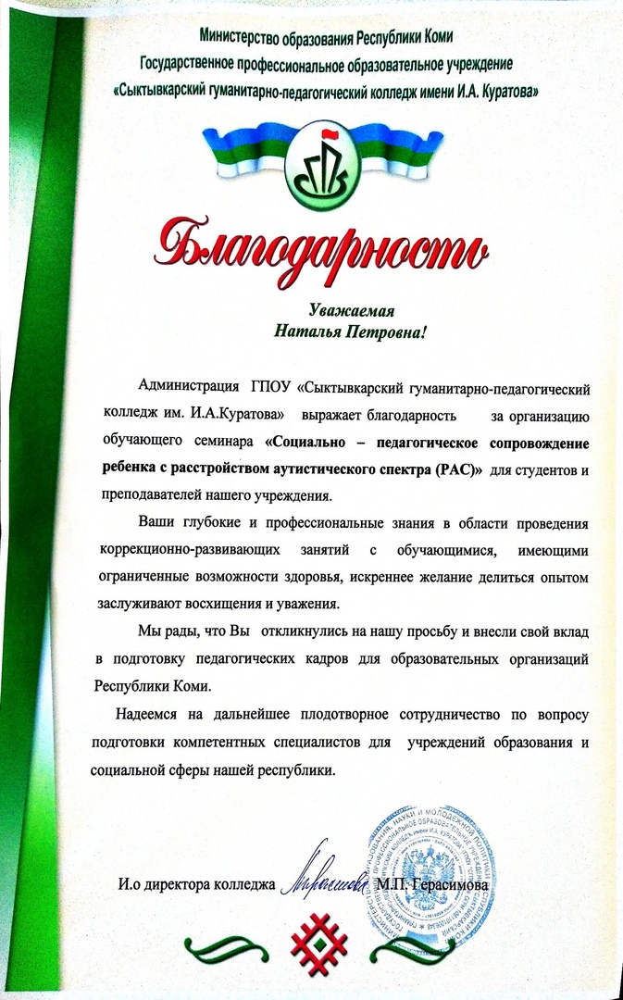 Министерство образования Республики Коми
Государственное профессиональное образовательное учреждение
«Сыктывкарский гуманитарно-педагогический колледж имени И.А. Куратова»
Благодарность
Уважаемая
Наталья Петровна!
Администрация ГПОУ «Сыктывкарский гуманитарно-педагогический
колледж им. И.А.Куратова» выражает благодарность за организацию
обучающего семинара «Социально – педагогическое сопровождение
ребенка с расстройством аутистического спектра (РАС)» для студентов и
преподавателей нашего учреждения.
Ваши глубокие и профессиональные знания в области проведения
коррекционно-развивающих занятий с обучающимися, имеющими
ограниченные возможности здоровья, искреннее желание делиться опытом
заслуживают восхищения и уважения.
Мы рады, что Вы откликнулись на нашу просьбу и внесли свой вклад
в подготовку педагогических кадров для образовательных организаций
Республики Коми.
Надеемся на дальнейшее плодотворное сотрудничество по вопросу
подготовки компетентных специалистов для учреждений образования и
социальной сферы нашей республики.
И.о директора колледжа М.П. Герасимова